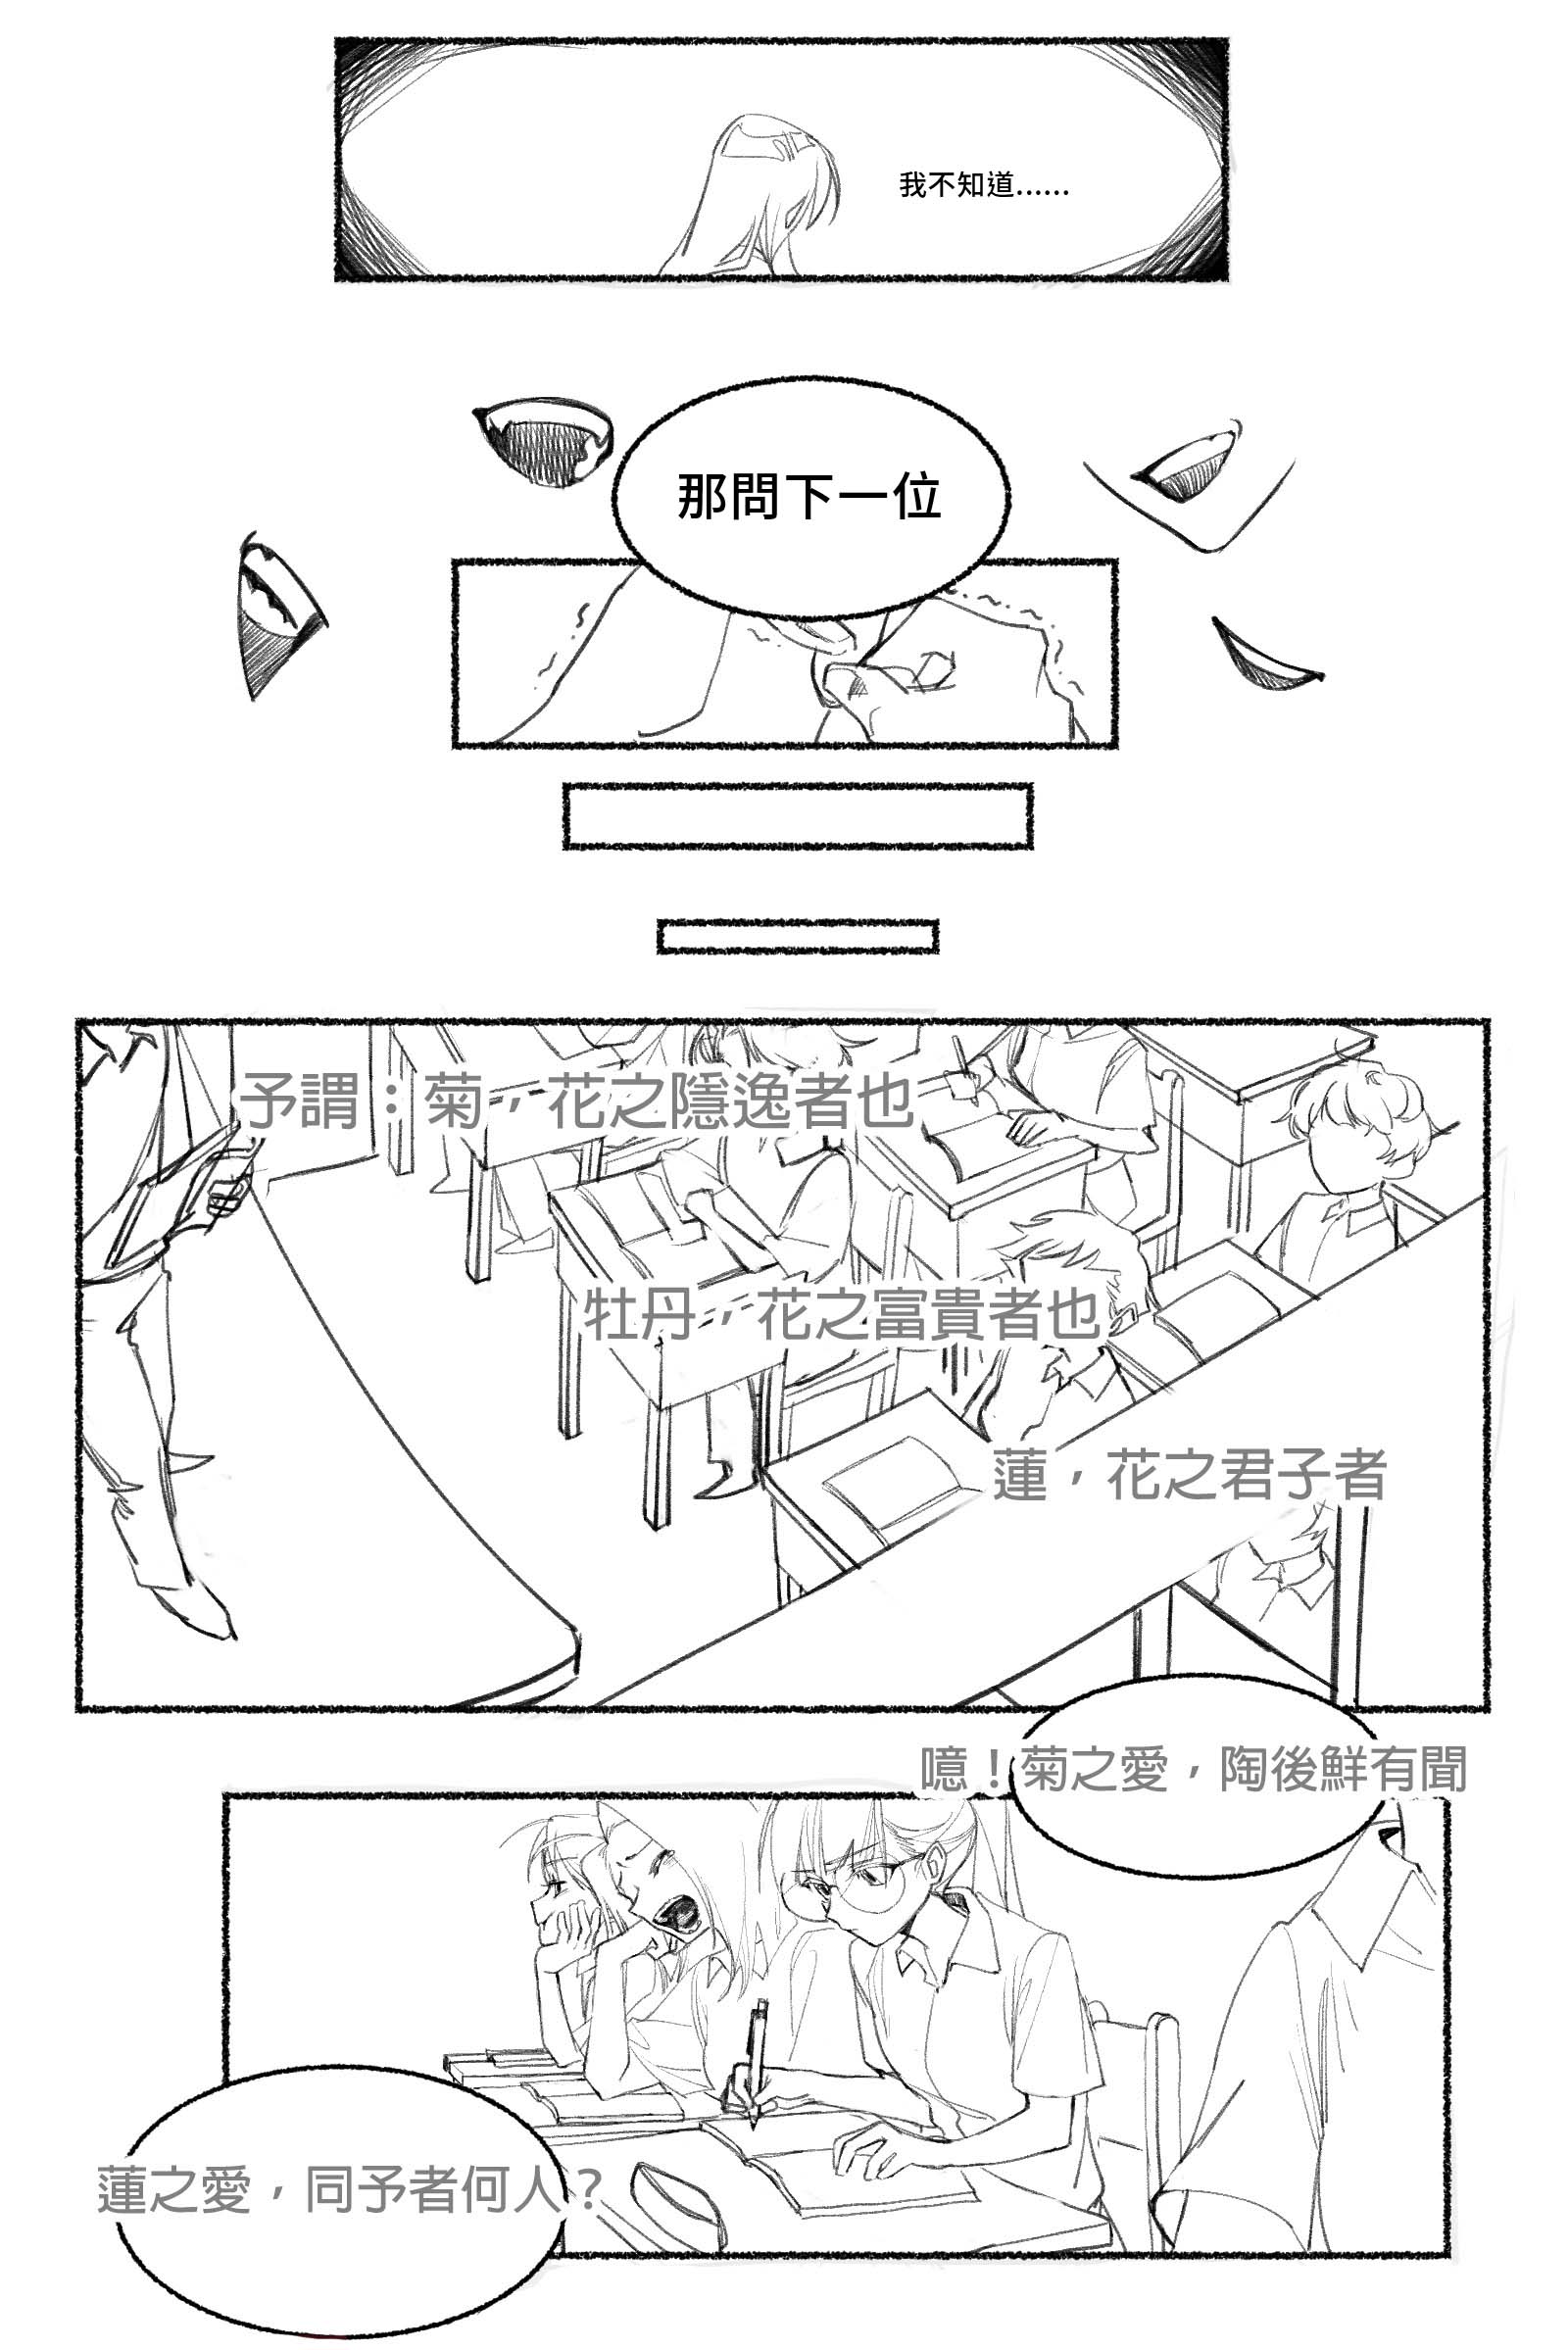 我不知道......
那問下一位
予謂：菊，花之隱逸者也
牡丹，花之富貴者也
蓮，花之君子者
噫！菊之愛，陶後鮮有聞
蓮之愛，同予者何人？